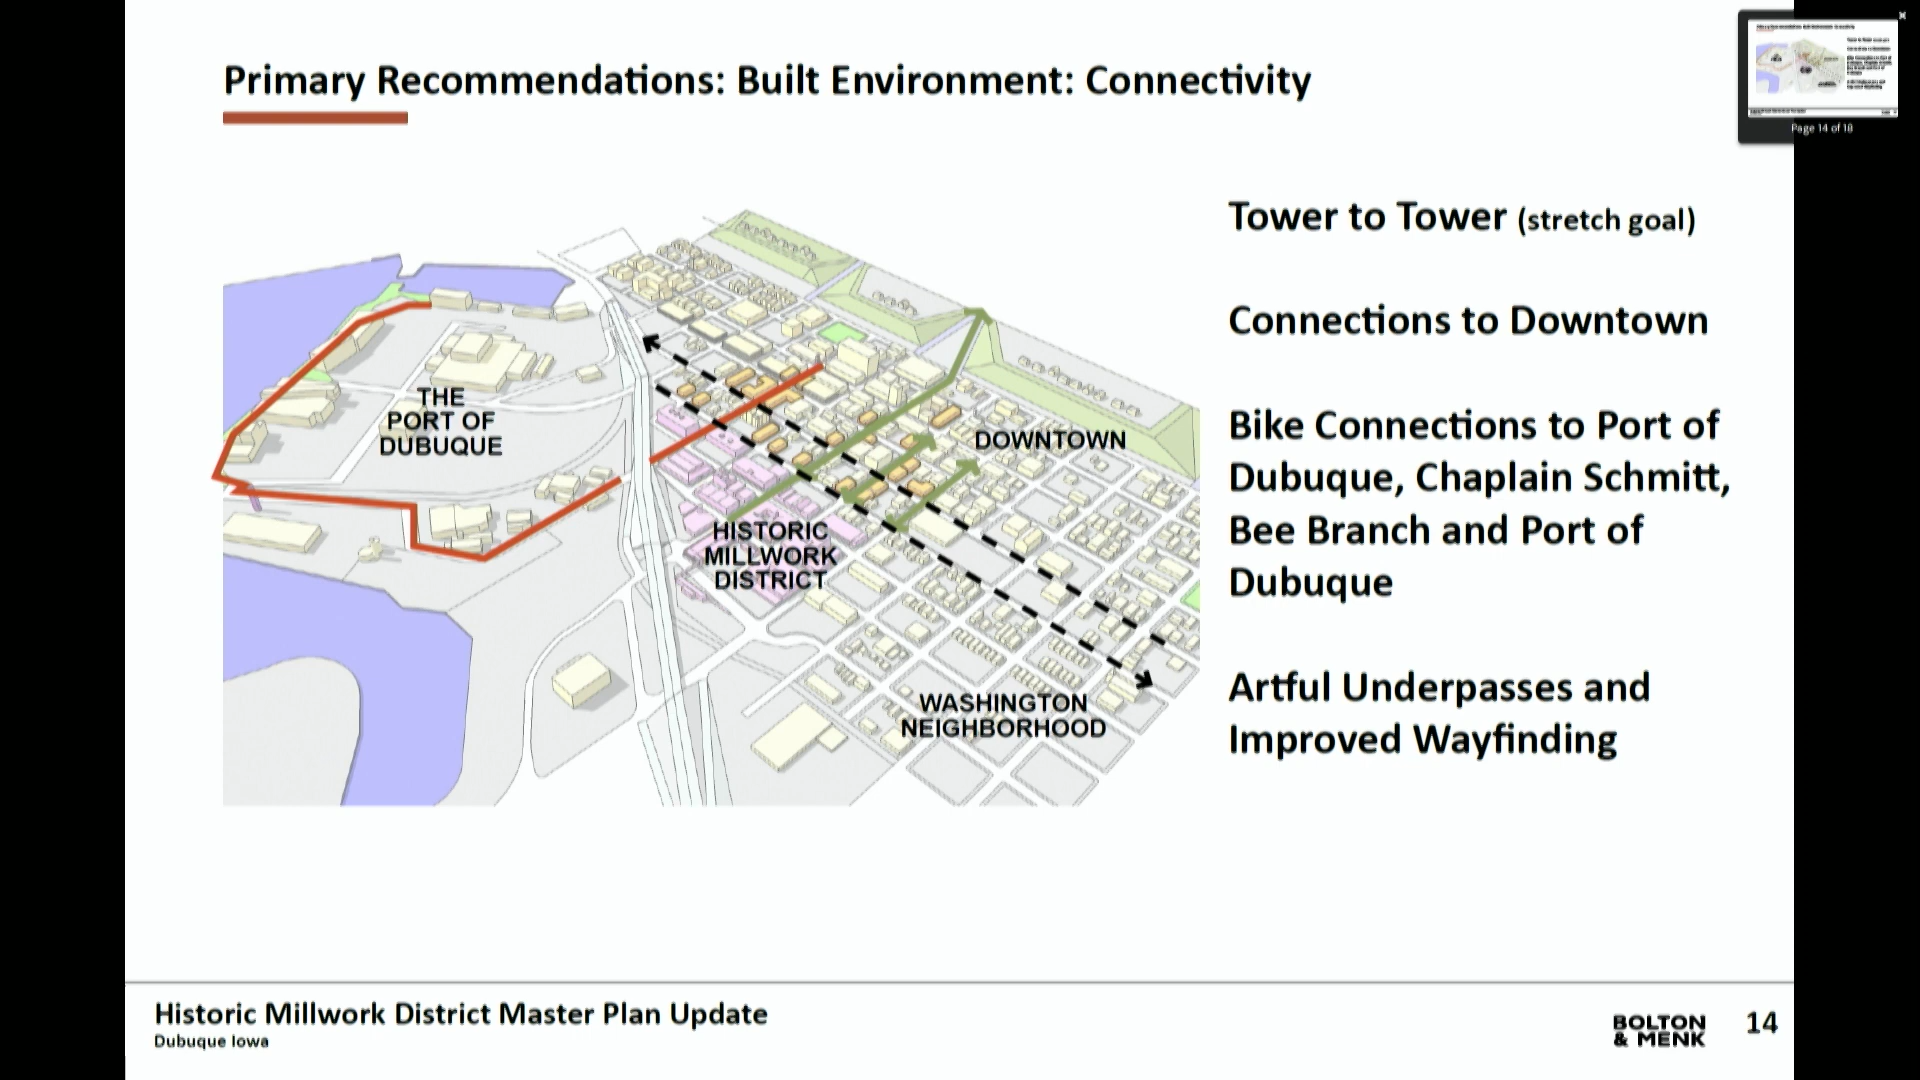 Primary Recommendations: Built Environment: Connectivity
Page 14 of 18
Tower to Tower (stretch goal)
Connections to Downtown
Bike Connections to Port of
Dubuque, Chaplain Schmitt,
Bee Branch and Port of
Dubuque
Artful Underpasses and
Improved Wayfinding
THE
PORT OF
DUBUQUE
DOWNTOWN
HISTORIC
MILLWORK
DISTRICT
WASHINGTON
NEIGHBORHOOD
Historic Millwork District Master Plan Update
Dubuque Iowa
BOLTON
& MENK
14